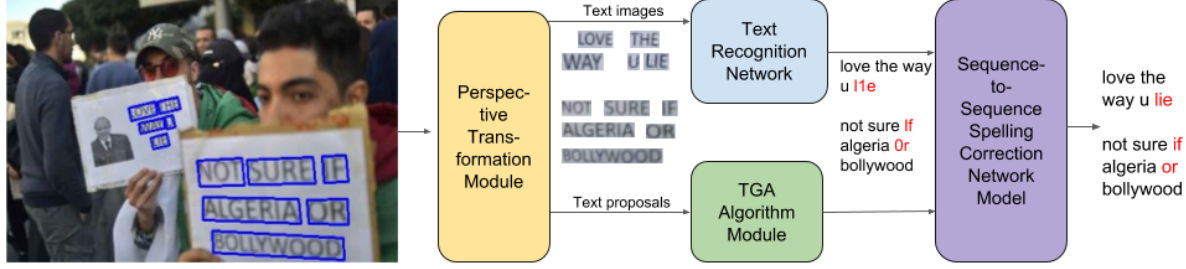 LOVE THE
WAY U
LIE
NOT SURE IF
ALGERIA OR
BOLLYWOOD
Perspec-
tive
Trans-
formation
Module
Text images
LOVE THE
WAY U LIE
NOT SURE IF
ALGERIA OR
BOLLYWOOD
Text proposals
Text
Recognition
Network
TGA
Algorithm
Module
love the way
u l1e
not sure lf
algeria 0r
bollywood
Sequence-
to-
Sequence
Spelling
Correction
Network
Model
love the
way u lie
not sure if
algeria or
bollywood